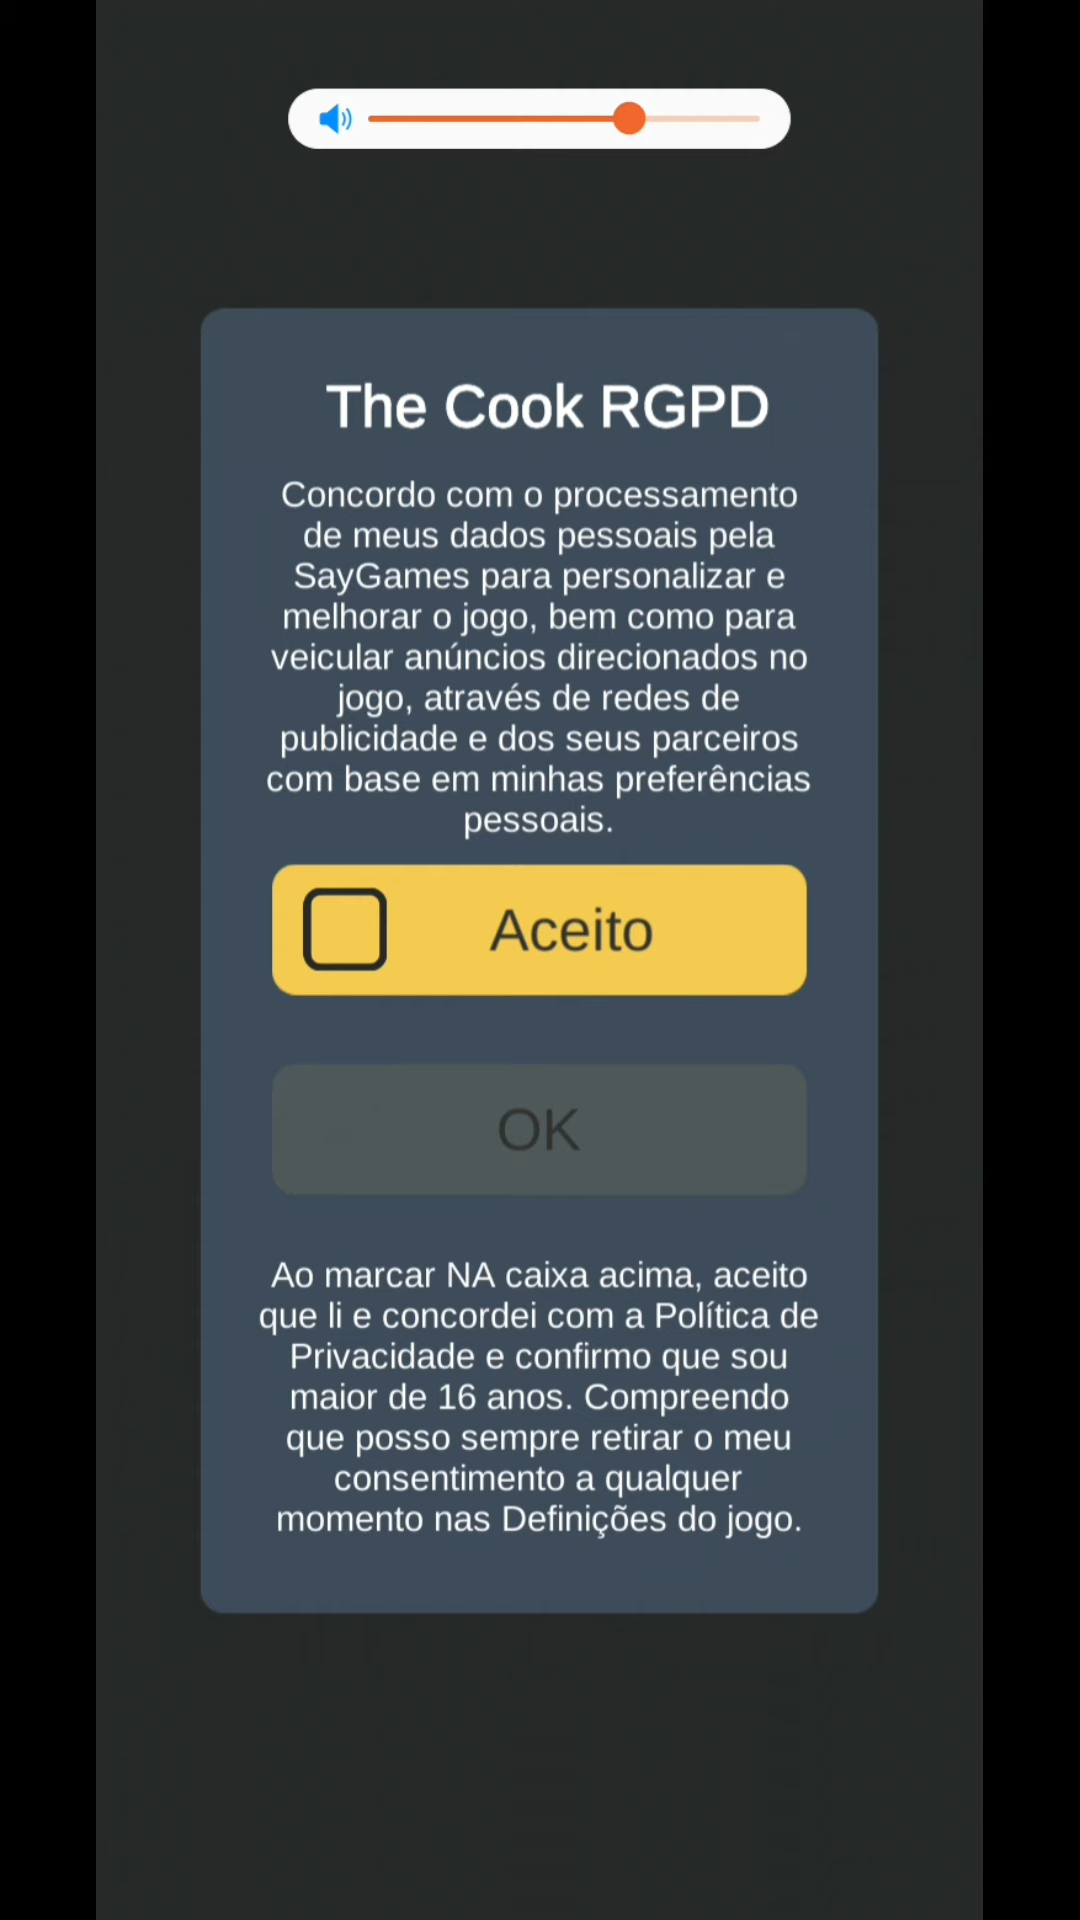 The Cook RGPD
Concordo com o processamento
de meus dados pessoais pela
SayGames para personalizar e
melhorar o jogo, bem como para
veicular anúncios direcionados no
jogo, através de redes de
publicidade e dos seus parceiros
com base em minhas preferências
pessoais.
Aceito
OK
Ao marcar NA caixa acima, aceito
que li e concordei com a Política de
Privacidade e confirmo que sou
maior de 16 anos. Compreendo
que posso sempre retirar o meu
consentimento a qualquer
momento nas Definições do jogo.